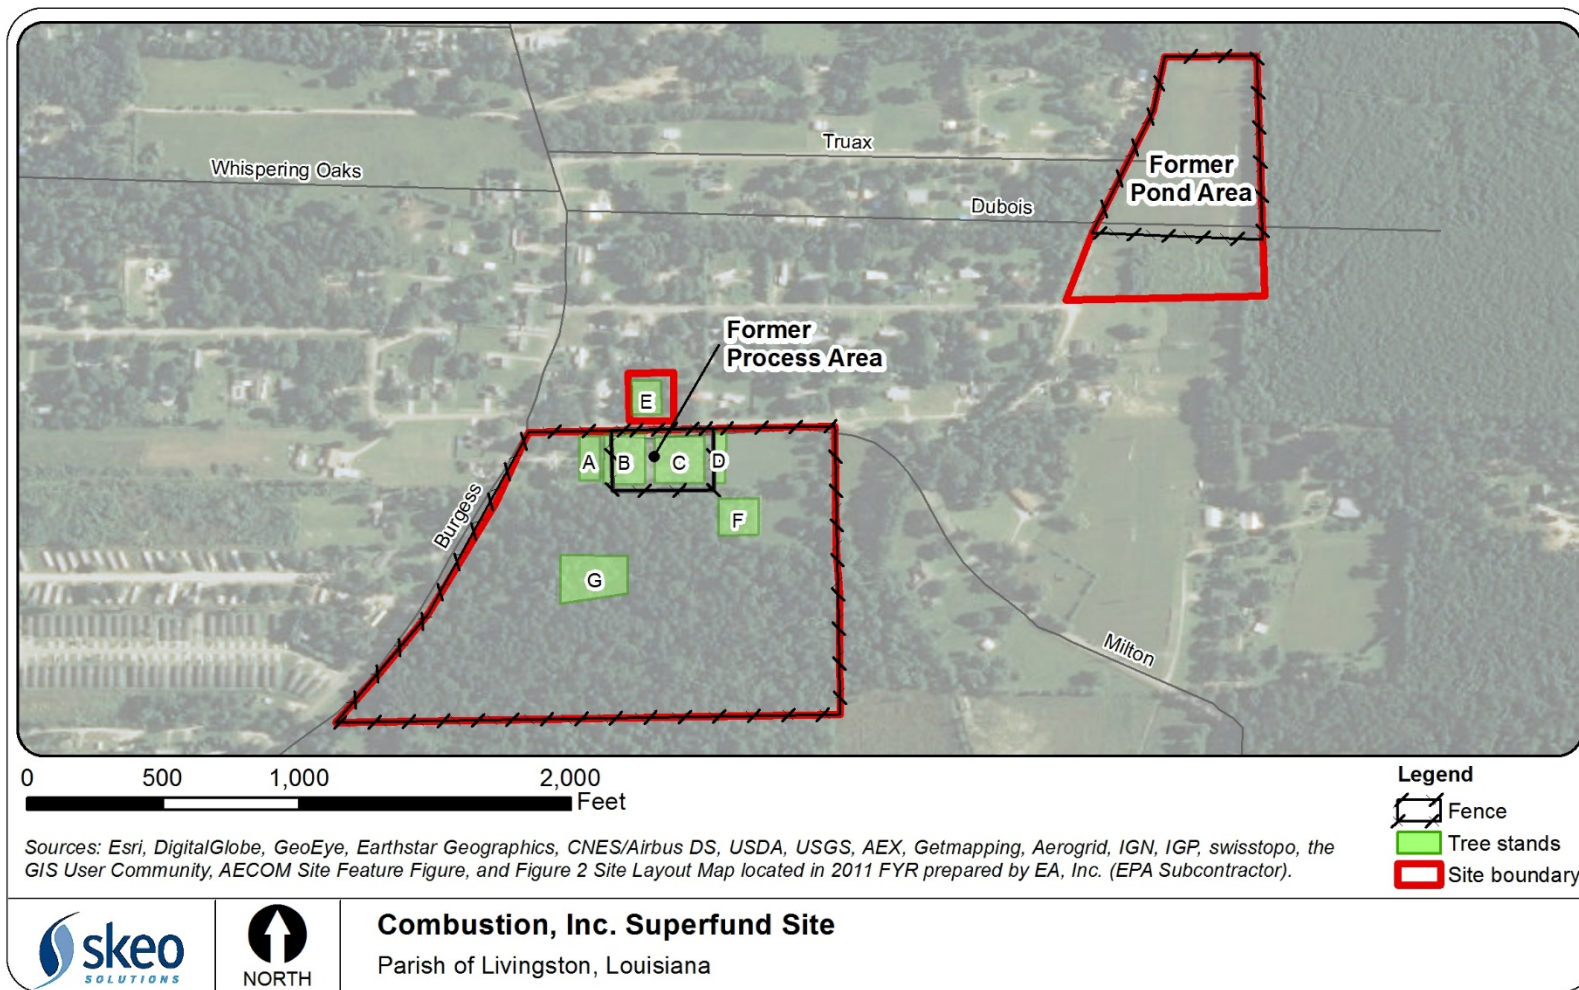 Truax
Whispering Oaks
Former
Pond Area
Dubois
Former
Process Area
E
A
B
C
D
F
Burgess
G
Milton
0 500 1,000 2,000
Feet
Legend
Fence
Tree stands
Site boundary
Sources: Esri, DigitalGlobe, GeoEye, Earthstar Geographics, CNES/Airbus DS, USDA, USGS, AEX, Getmapping, Aerogrid, IGN, IGP, swisstopo, the
GIS User Community, AECOM Site Feature Figure, and Figure 2 Site Layout Map located in 2011 FYR prepared by EA, Inc. (EPA Subcontractor).
skeo
SOLUTIONS
NORTH
Combustion, Inc. Superfund Site
Parish of Livingston, Louisiana